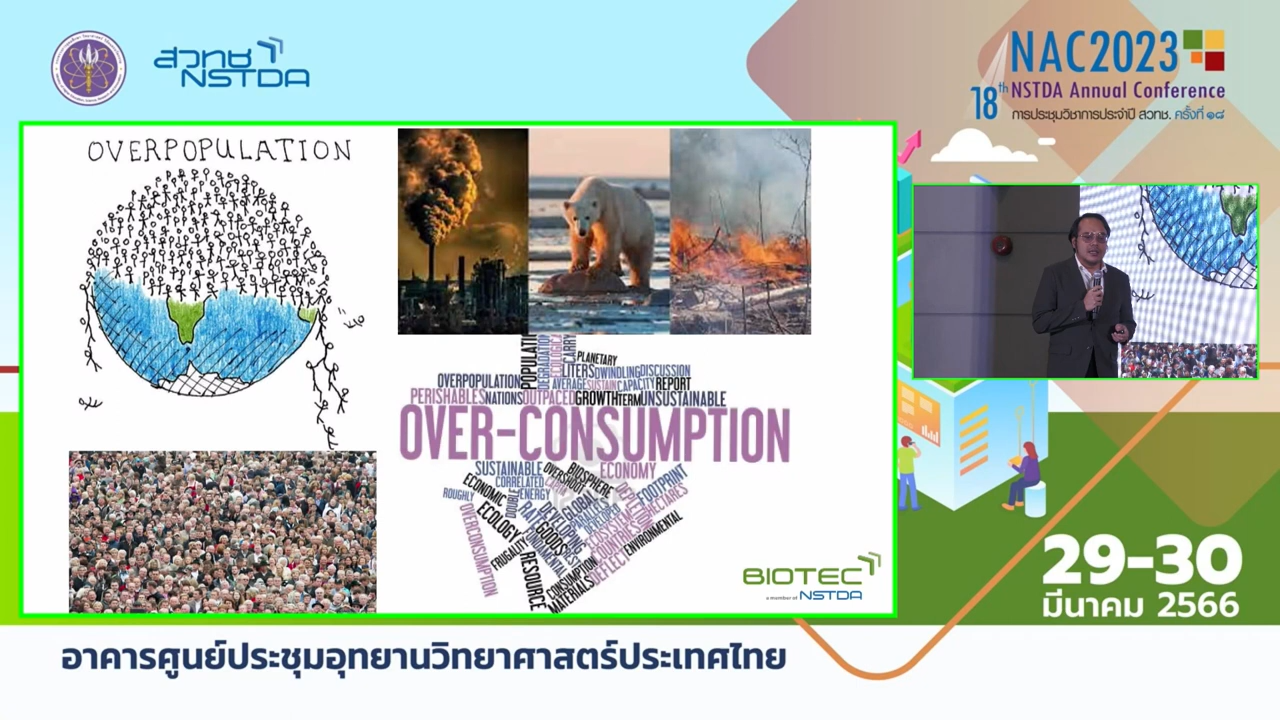 สวทช
NSTDA
NAC2023
18th NSTDA Annual Conference
การประชุมวิชาการประจำปี สวทช. ครั้งที่ ๑๘
OVERPOPULATION
PLANETARY
LITERS DWINDLING DISCUSSION
OVERPOPULATION AVERAGE SUSTAIN CAPACITY REPORT
PERISHABLES NATIONS OUTPACED GROWTH TERM UNSUSTAINABLE
OVER-CONSUMPTION
SUSTAINABLE BIOSPHERE ECONOMY
CORRELATED OVERSHOOT FOOTPRINT
ROUGHLY ECONOMIC DOUBLE ENERGY GLOBAL HECTARES
ECOLOGY DEVELOPING ENVIRONMENTAL
OVERCONSUMPTION FRUGALITY GOODS
RESOURCE CONSUMPTION
MATERIALS
BIOTEC
a member of NSTDA
29-30
มีนาคม 2566
อาคารศูนย์ประชุมอุทยานวิทยาศาสตร์ประเทศไทย